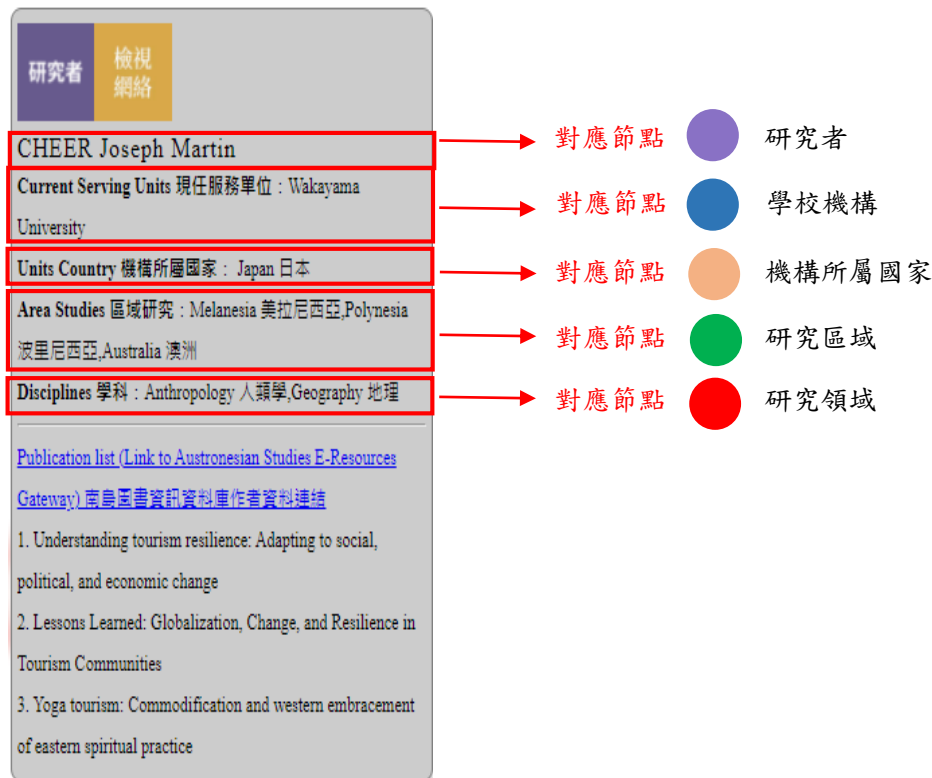 研究者
檢視
網絡
CHEER Joseph Martin
Current Serving Units 現任服務單位：Wakayama
University
Units Country 機構所屬國家： Japan 日本
Area Studies 區域研究：Melanesia 美拉尼西亞,Polynesia
波里尼西亞,Australia 澳洲
Disciplines 學科：Anthropology 人類學,Geography 地理
Publication list (Link to Austronesian Studies E-Resources
Gateway) 南島圖書資訊資料庫作者資料連結
1. Understanding tourism resilience: Adapting to social,
political, and economic change
2. Lessons Learned: Globalization, Change, and Resilience in
Tourism Communities
3. Yoga tourism: Commodification and western embracement
of eastern spiritual practice
對應節點 研究者
對應節點 學校機構
對應節點 機構所屬國家
對應節點 研究區域
對應節點 研究領域